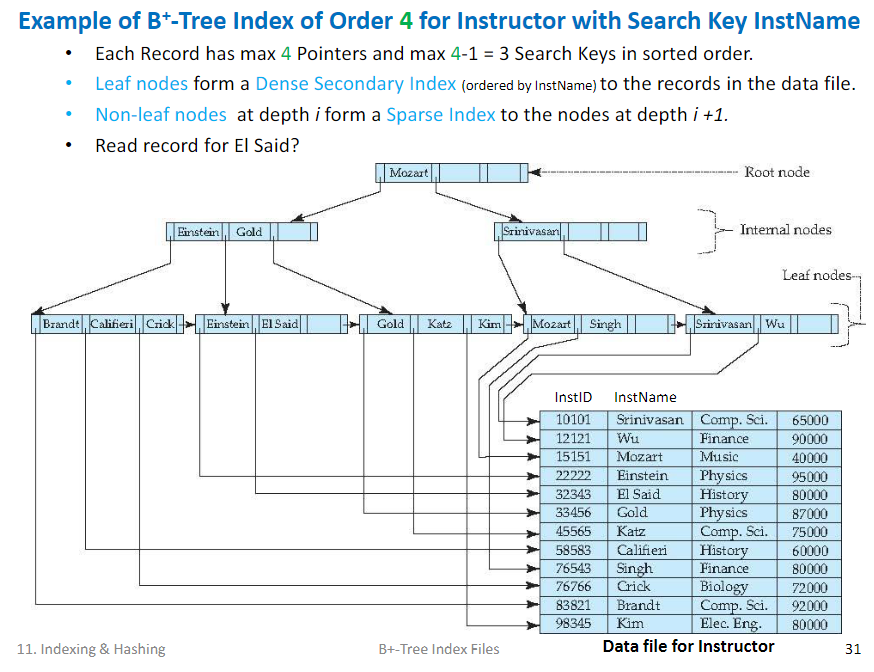 Example of B+-Tree Index of Order 4 for Instructor with Search Key InstName
• Each Record has max 4 Pointers and max 4-1 = 3 Search Keys in sorted order.
• Leaf nodes form a Dense Secondary Index (ordered by InstName) to the records in the data file.
• Non-leaf nodes at depth i form a Sparse Index to the nodes at depth i +1.
• Read record for El Said?
Mozart
Root node
Einstein Gold
Srinivasan
Internal nodes
Leaf nodes
Brandt Califieri Crick
Einstein El Said
Gold Katz Kim
Mozart Singh
Srinivasan Wu
InstID InstName
10101 Srinivasan Comp. Sci. 65000
12121 Wu Finance 90000
15151 Mozart Music 40000
22222 Einstein Physics 95000
32343 El Said History 80000
33456 Gold Physics 87000
45565 Katz Comp. Sci. 75000
58583 Califieri History 60000
76543 Singh Finance 80000
76766 Crick Biology 72000
83821 Brandt Comp. Sci. 92000
98345 Kim Elec. Eng. 80000
11. Indexing & Hashing
B+-Tree Index Files
Data file for Instructor
31